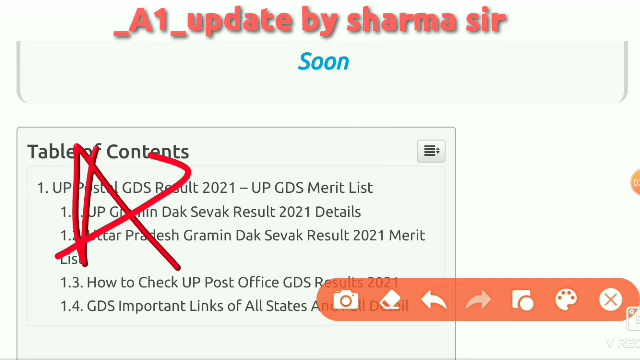 _A1_update by sharma sir
Soon
Table of Contents
1. UP Postal GDS Result 2021 – UP GDS Merit List
1.1. UP Gramin Dak Sevak Result 2021 Details
1.2. Uttar Pradesh Gramin Dak Sevak Result 2021 Merit
List
1.3. How to Check UP Post Office GDS Results 2021
1.4. GDS Important Links of All States And Full Detail